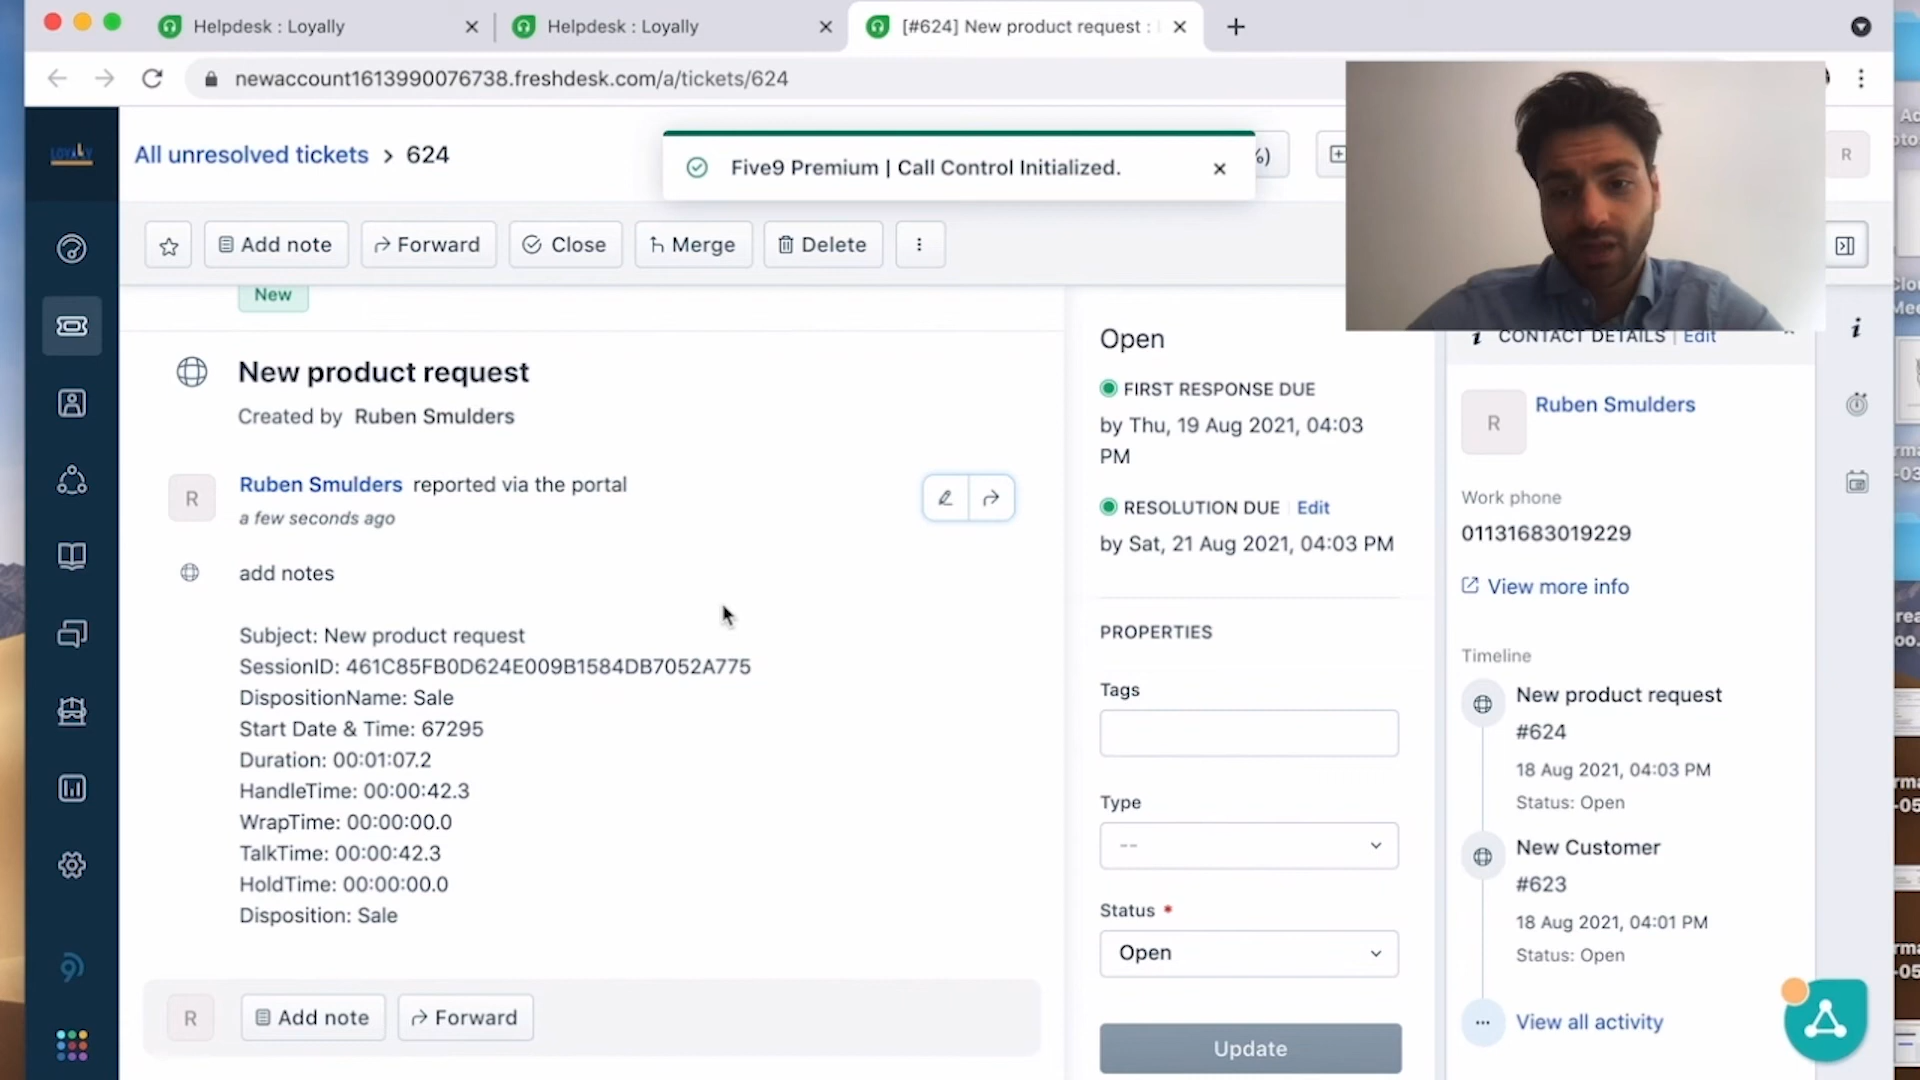 Helpdesk : Loyally
Helpdesk : Loyally
[#624] New product request :
newaccount1613990076738.freshdesk.com/a/tickets/624
LOYALLY
All unresolved tickets > 624
Five9 Premium | Call Control Initialized.
%)
R
Add note
Forward
Close
Merge
Delete
New
New product request
Created by Ruben Smulders
R
Ruben Smulders reported via the portal
a few seconds ago
add notes
Subject: New product request
SessionID: 461C85FB0D624E009B1584DB7052A775
DispositionName: Sale
Start Date & Time: 67295
Duration: 00:01:07.2
HandleTime: 00:00:42.3
WrapTime: 00:00:00.0
TalkTime: 00:00:42.3
HoldTime: 00:00:00.0
Disposition: Sale
R
Add note
Forward
Open
FIRST RESPONSE DUE
by Thu, 19 Aug 2021, 04:03
PM
RESOLUTION DUE Edit
by Sat, 21 Aug 2021, 04:03 PM
PROPERTIES
Tags
Type
--
Status *
Open
Update
CONTACT DETAILS | Edit
R
Ruben Smulders
Work phone
01131683019229
View more info
Timeline
New product request
#624
18 Aug 2021, 04:03 PM
Status: Open
New Customer
#623
18 Aug 2021, 04:01 PM
Status: Open
View all activity